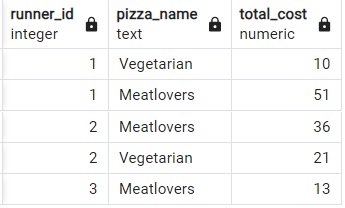 runner_id pizza_name total_cost
integer text numeric
1 Vegetarian 10
1 Meatlovers 51
2 Meatlovers 36
2 Vegetarian 21
3 Meatlovers 13